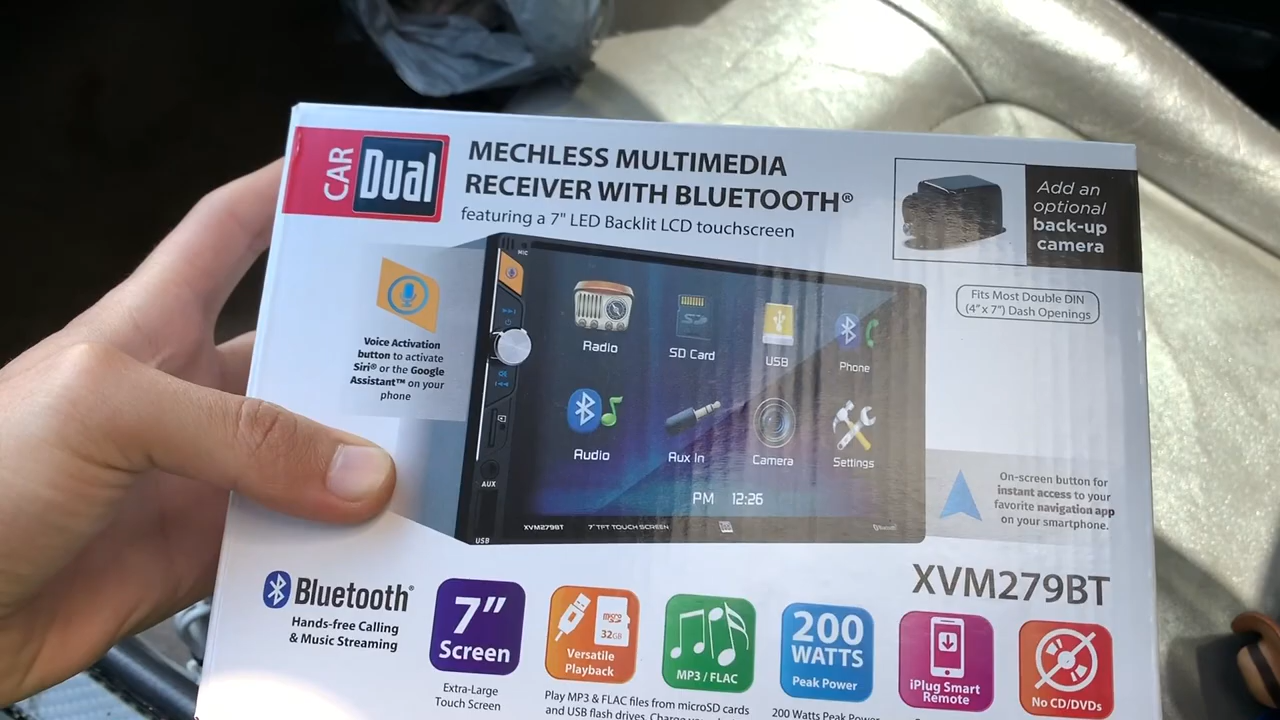 CAR
Dual
MECHLESS MULTIMEDIA
RECEIVER WITH BLUETOOTH®
featuring a 7" LED Backlit LCD touchscreen
Add an
optional
back-up
camera
Fits Most Double DIN
(4" x 7") Dash Openings
Voice Activation
button to activate
Siri® or the Google
Assistant™ on your
phone
MIC
Radio
SD Card
USB
Phone
Audio
Aux In
Camera
Settings
PM 12:26
AUX
USB
XVM279BT
7" TFT TOUCH SCREEN
Dual
Bluetooth
On-screen button for
instant access to your
favorite navigation app
on your smartphone.
XVM279BT
Bluetooth®
Hands-free Calling
& Music Streaming
7"
Screen
Extra-Large
Touch Screen
micro
32GB
Versatile
Playback
Play MP3 & FLAC files from microSD cards
and USB flash drives. Charge
MP3 / FLAC
200
WATTS
Peak Power
200 Watts Peak Power
iPlug Smart
Remote
No CD/DVDs